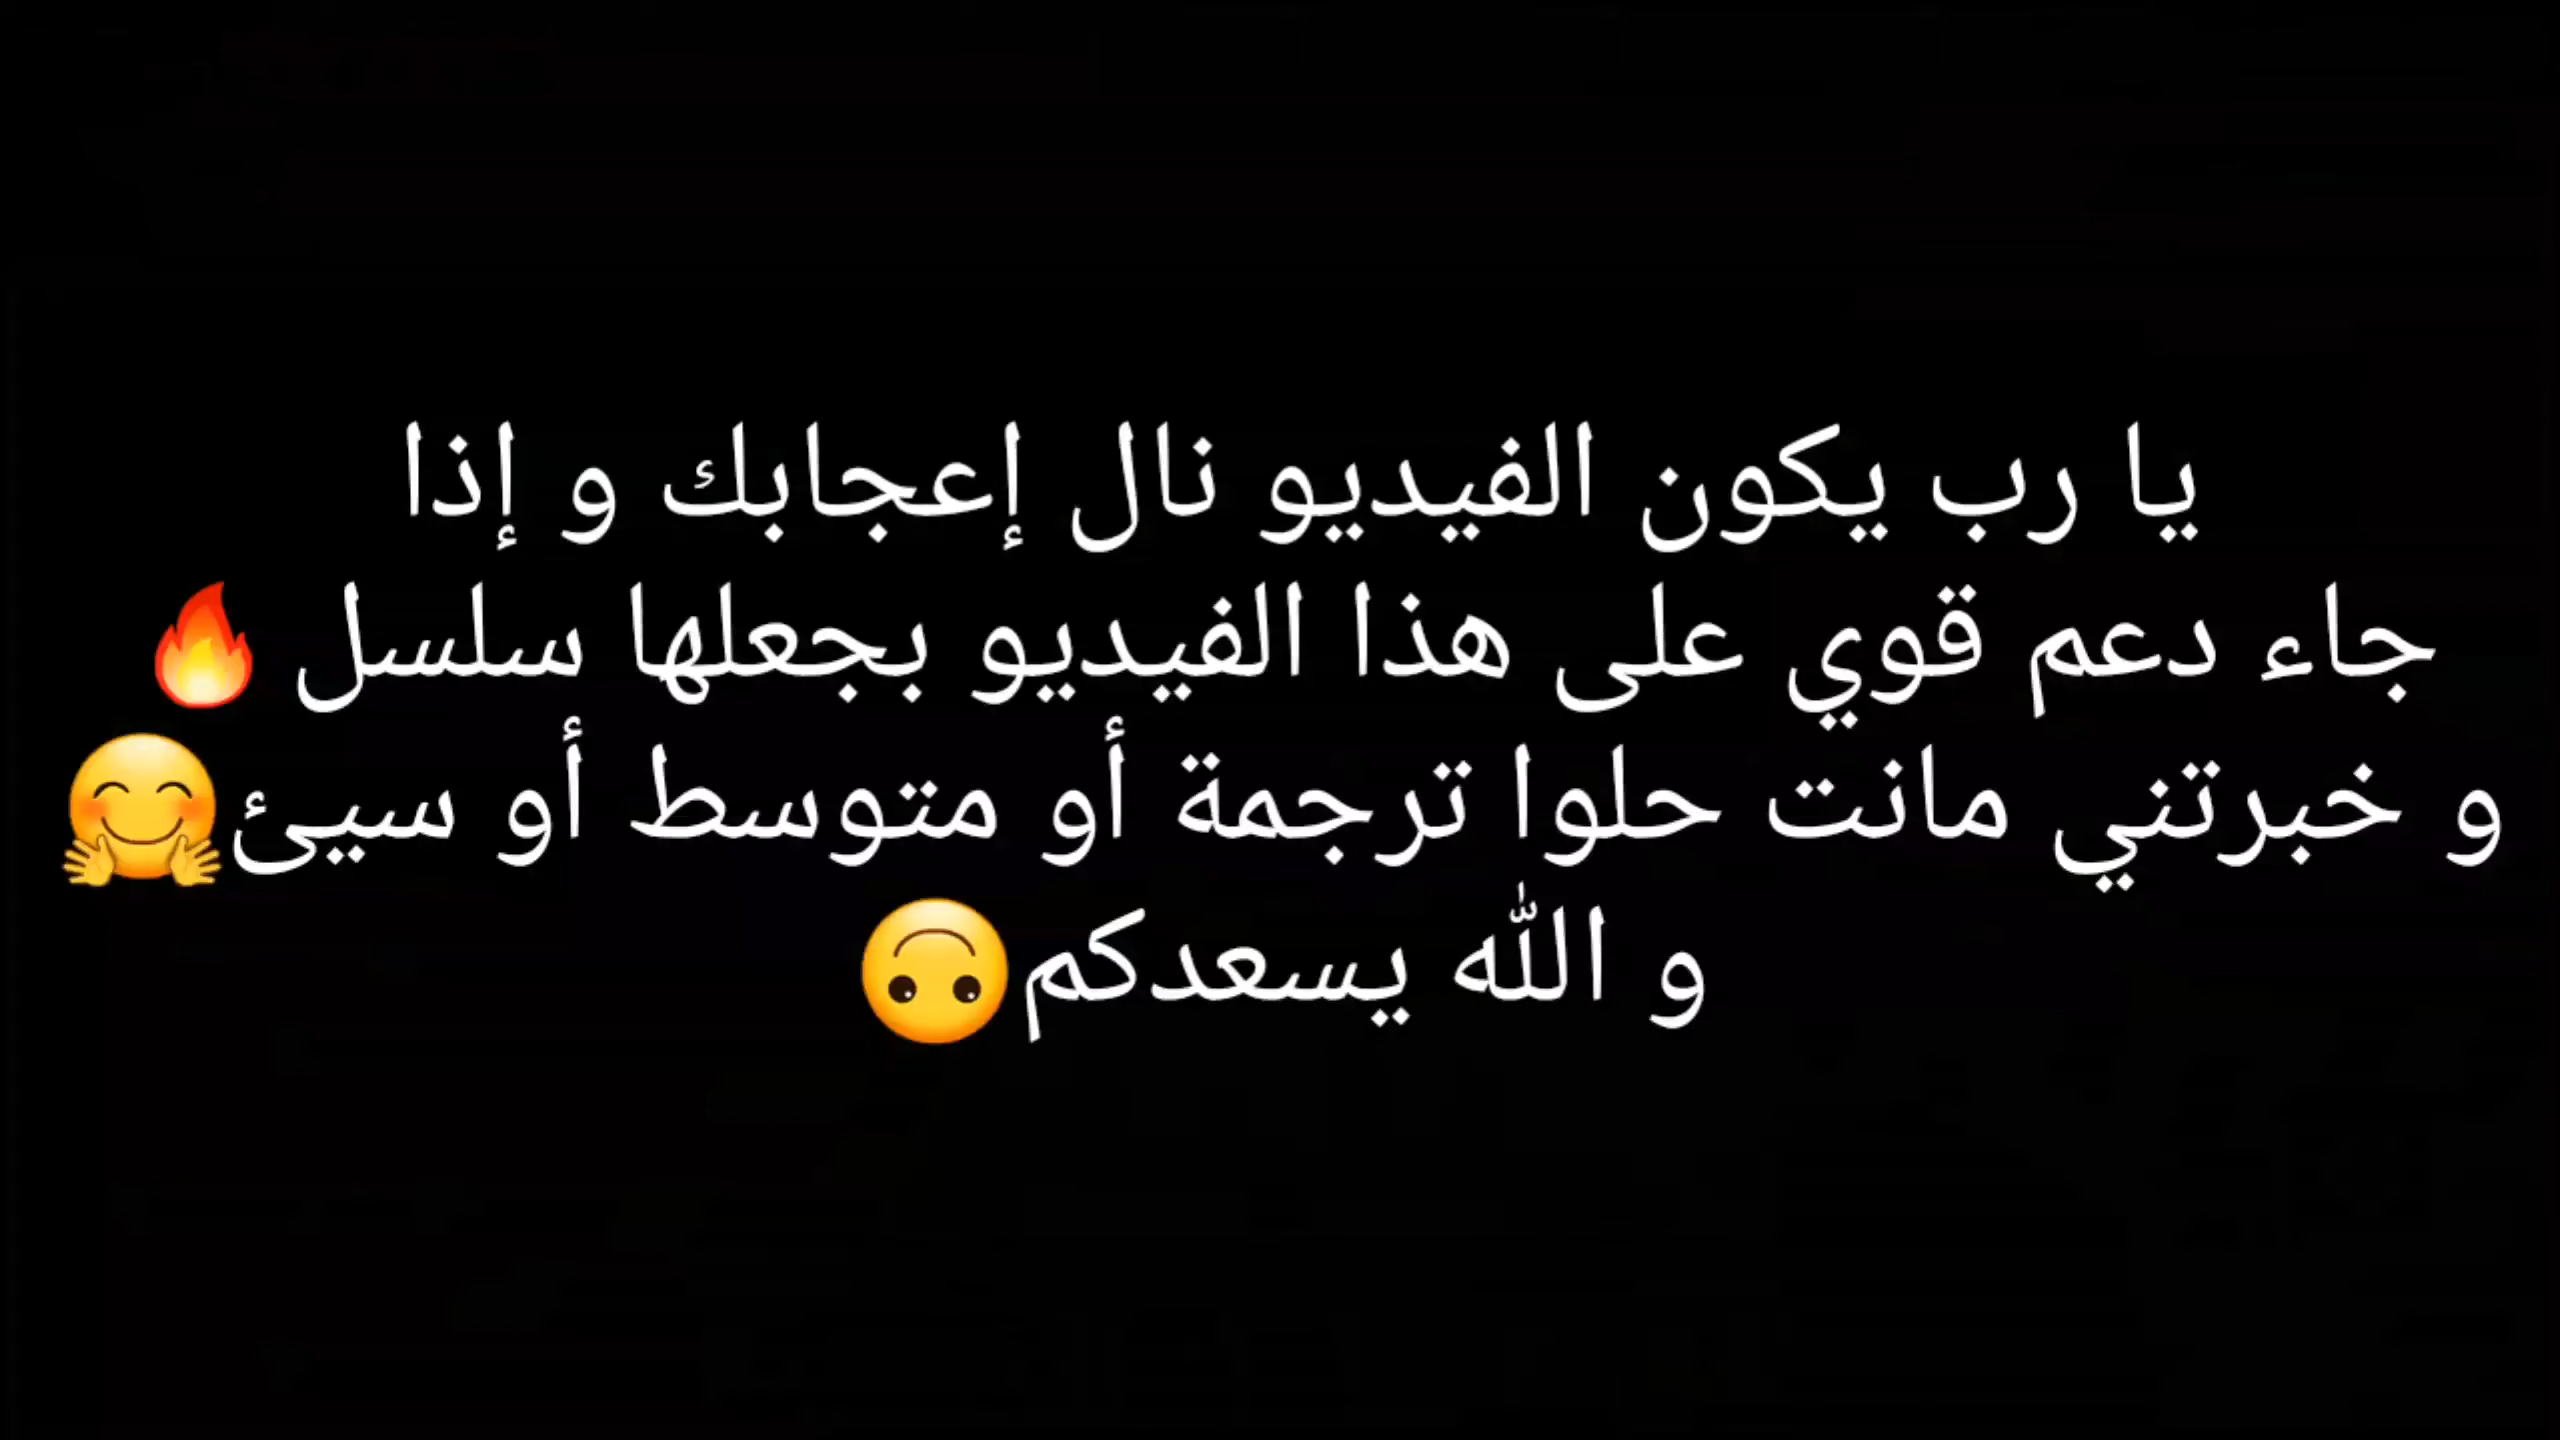 يا رب يكون الفيديو نال إعجابك و إذا
جاء دعم قوي على هذا الفيديو بجعلها سلسل 🔥
و خبرتني مانت حلوا ترجمة أو متوسط أو سيئ🤗
و الله يسعدكم🙃